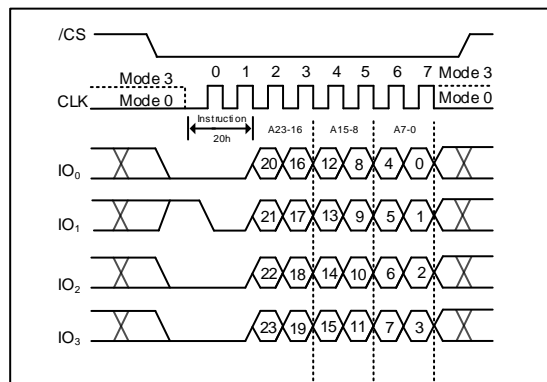 /CS
Mode 3 0 1 2 3 4 5 6 7 Mode 3
CLK Mode 0 Mode 0
Instruction A23-16 A15-8 A7-0
20h
IO0 20 16 12 8 4 0
IO1 21 17 13 9 5 1
IO2 22 18 14 10 6 2
IO3 23 19 15 11 7 3